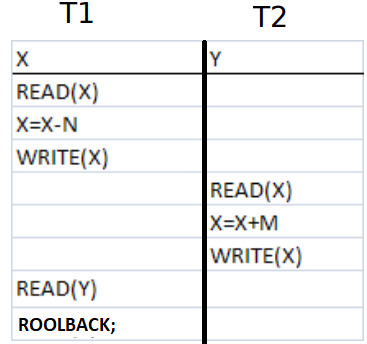 T1 T2
X Y
READ(X)
X=X-N
WRITE(X)
READ(X)
X=X+M
WRITE(X)
READ(Y)
ROOLBACK;